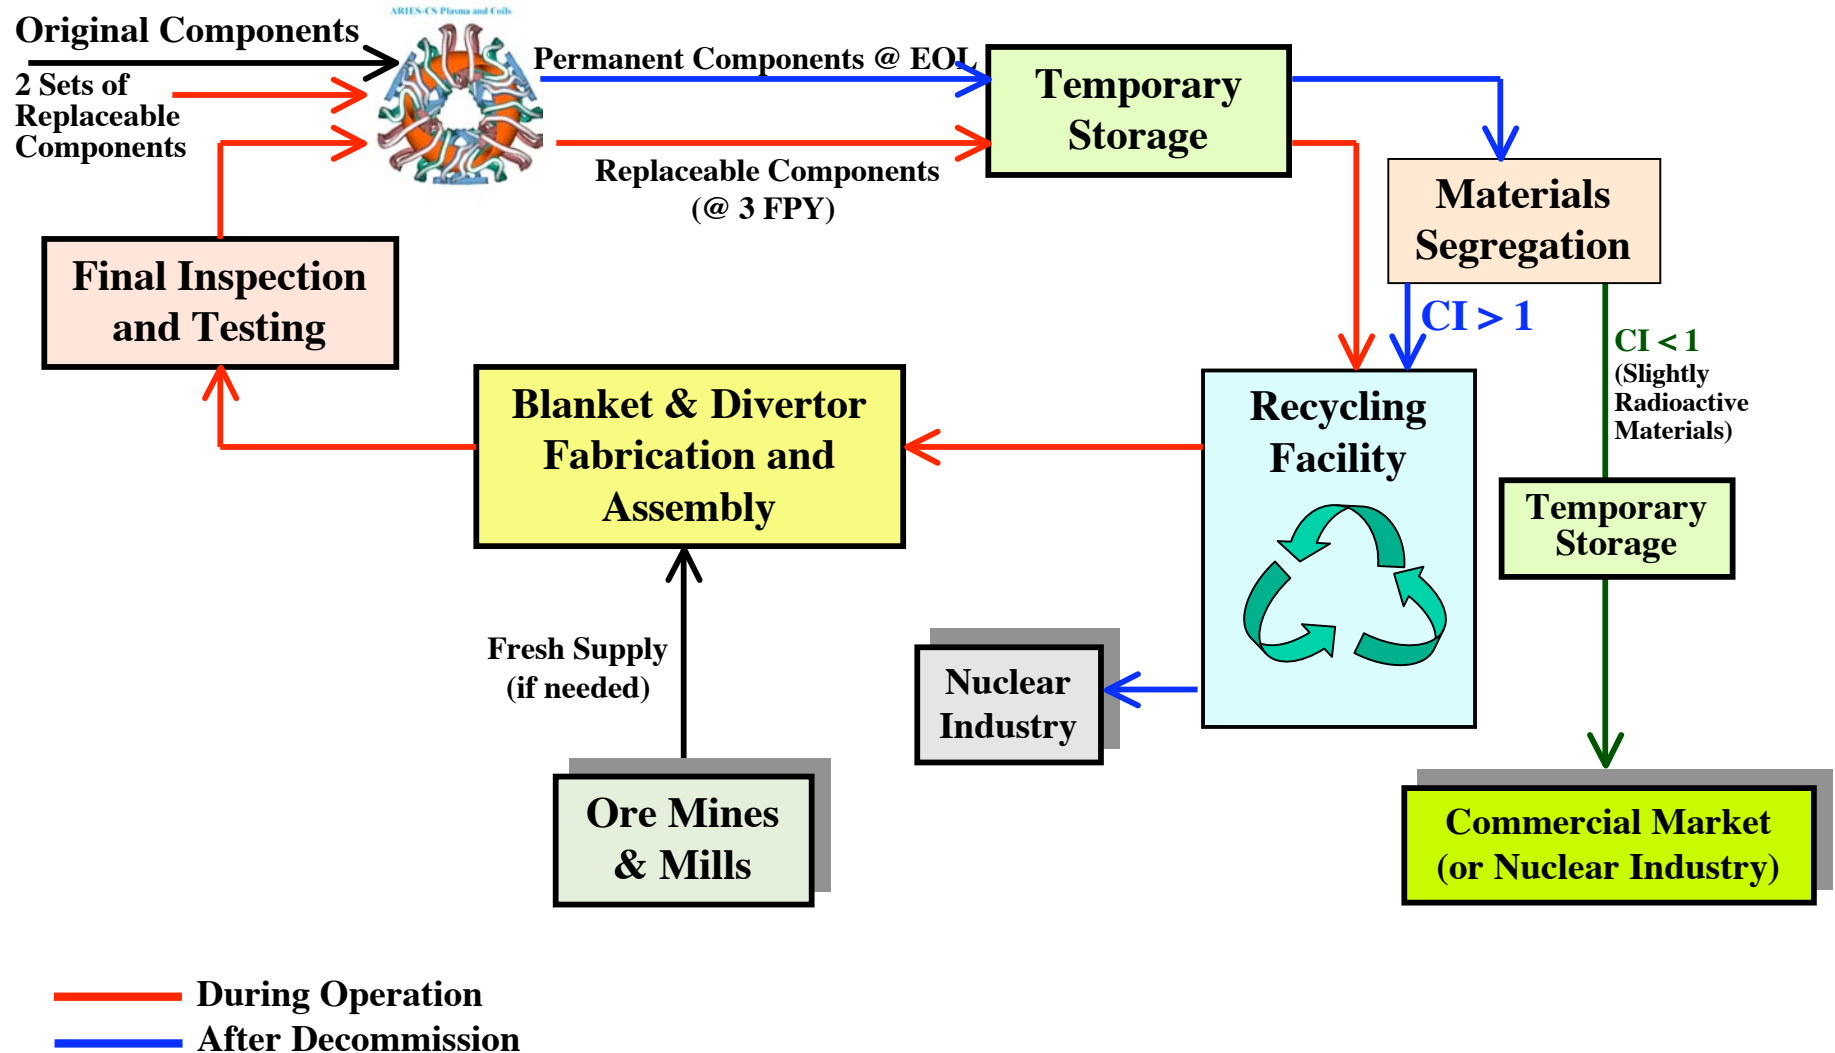 ARIES-CS Plasma and Coils
Original Components
2 Sets of
Replaceable
Components
Permanent Components @ EOL
Replaceable Components
(@ 3 FPY)
Temporary
Storage
Materials
Segregation
CI > 1
CI < 1
(Slightly
Radioactive
Materials)
Final Inspection
and Testing
Blanket & Divertor
Fabrication and
Assembly
Recycling
Facility
Temporary
Storage
Fresh Supply
(if needed)
Nuclear
Industry
Ore Mines
& Mills
Commercial Market
(or Nuclear Industry)
During Operation
After Decommission